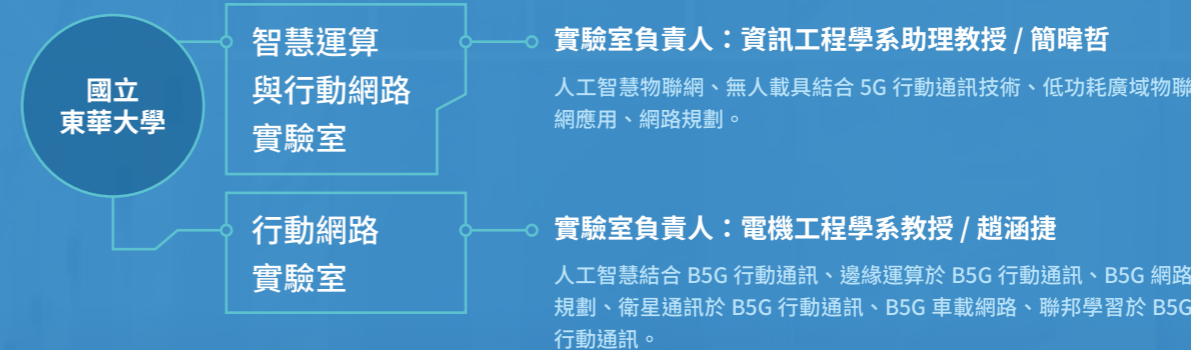 國立
東華大學
智慧運算
與行動網路
實驗室
實驗室負責人：資訊工程學系助理教授 / 簡暐哲
人工智慧物聯網、無人載具結合 5G 行動通訊技術、低功耗廣域物聯
網應用、網路規劃。
行動網路
實驗室
實驗室負責人：電機工程學系教授 / 趙涵捷
人工智慧結合 B5G 行動通訊、邊緣運算於 B5G 行動通訊、B5G 網路
規劃、衛星通訊於 B5G 行動通訊、B5G 車載網路、聯邦學習於 B5G
行動通訊。